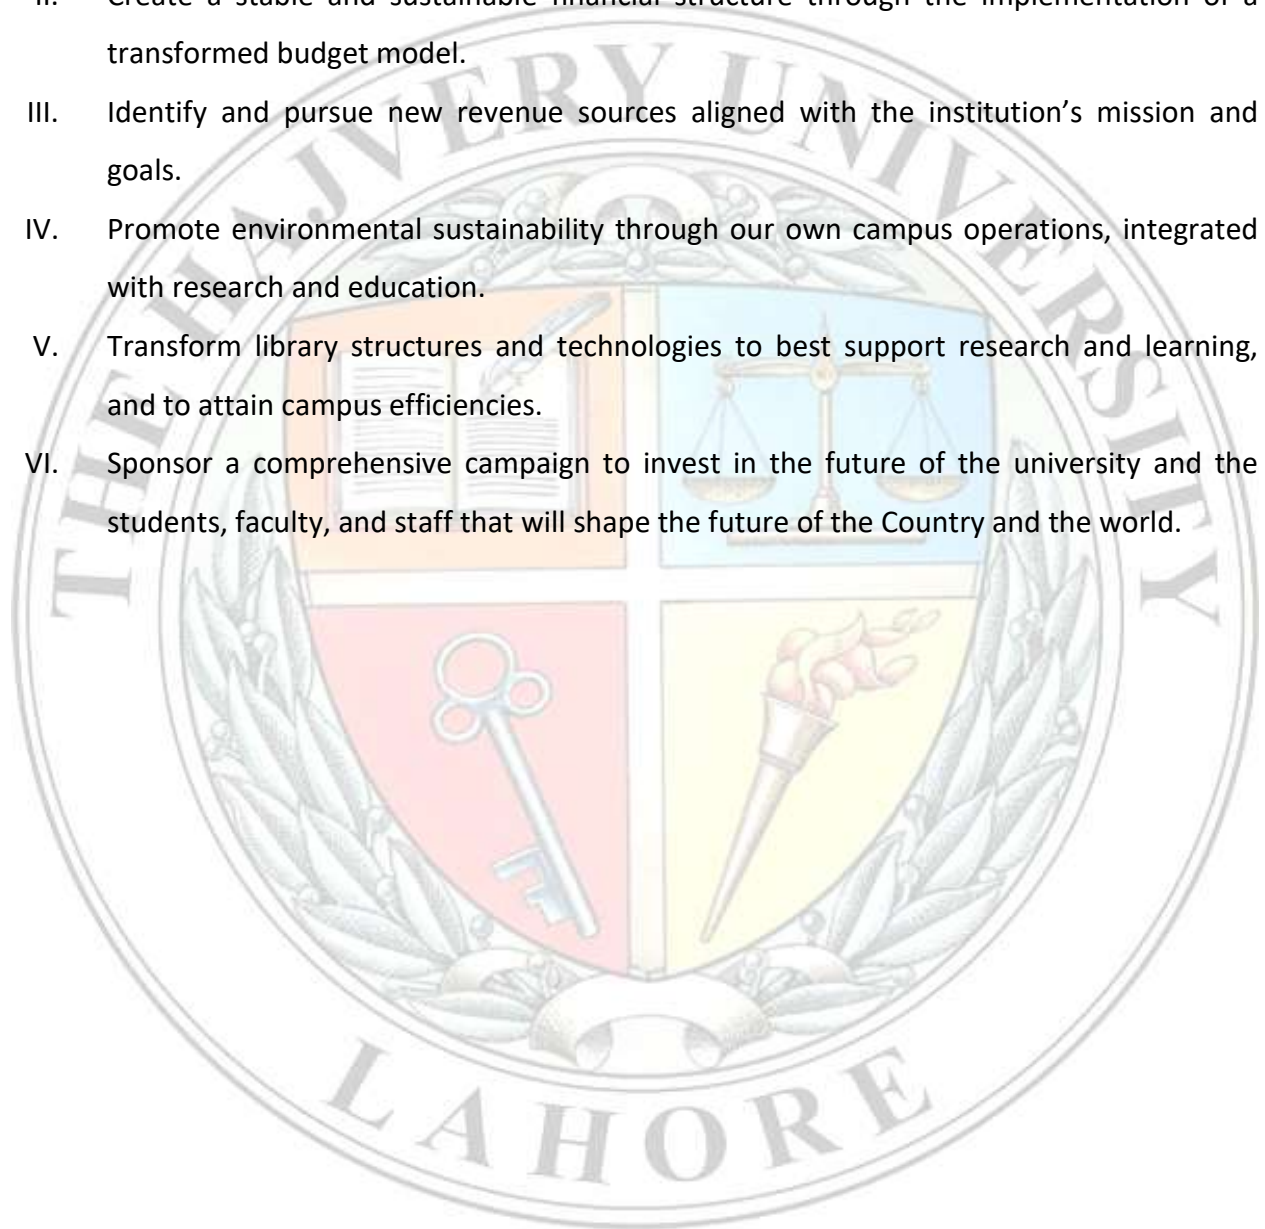 II. Create a stable and sustainable financial structure through the implementation of a
transformed budget model.
III. Identify and pursue new revenue sources aligned with the institution’s mission and
goals.
IV. Promote environmental sustainability through our own campus operations, integrated
with research and education.
V. Transform library structures and technologies to best support research and learning,
and to attain campus efficiencies.
VI. Sponsor a comprehensive campaign to invest in the future of the university and the
students, faculty, and staff that will shape the future of the Country and the world.
THE HAJVERY UNIVERSITY
LAHORE